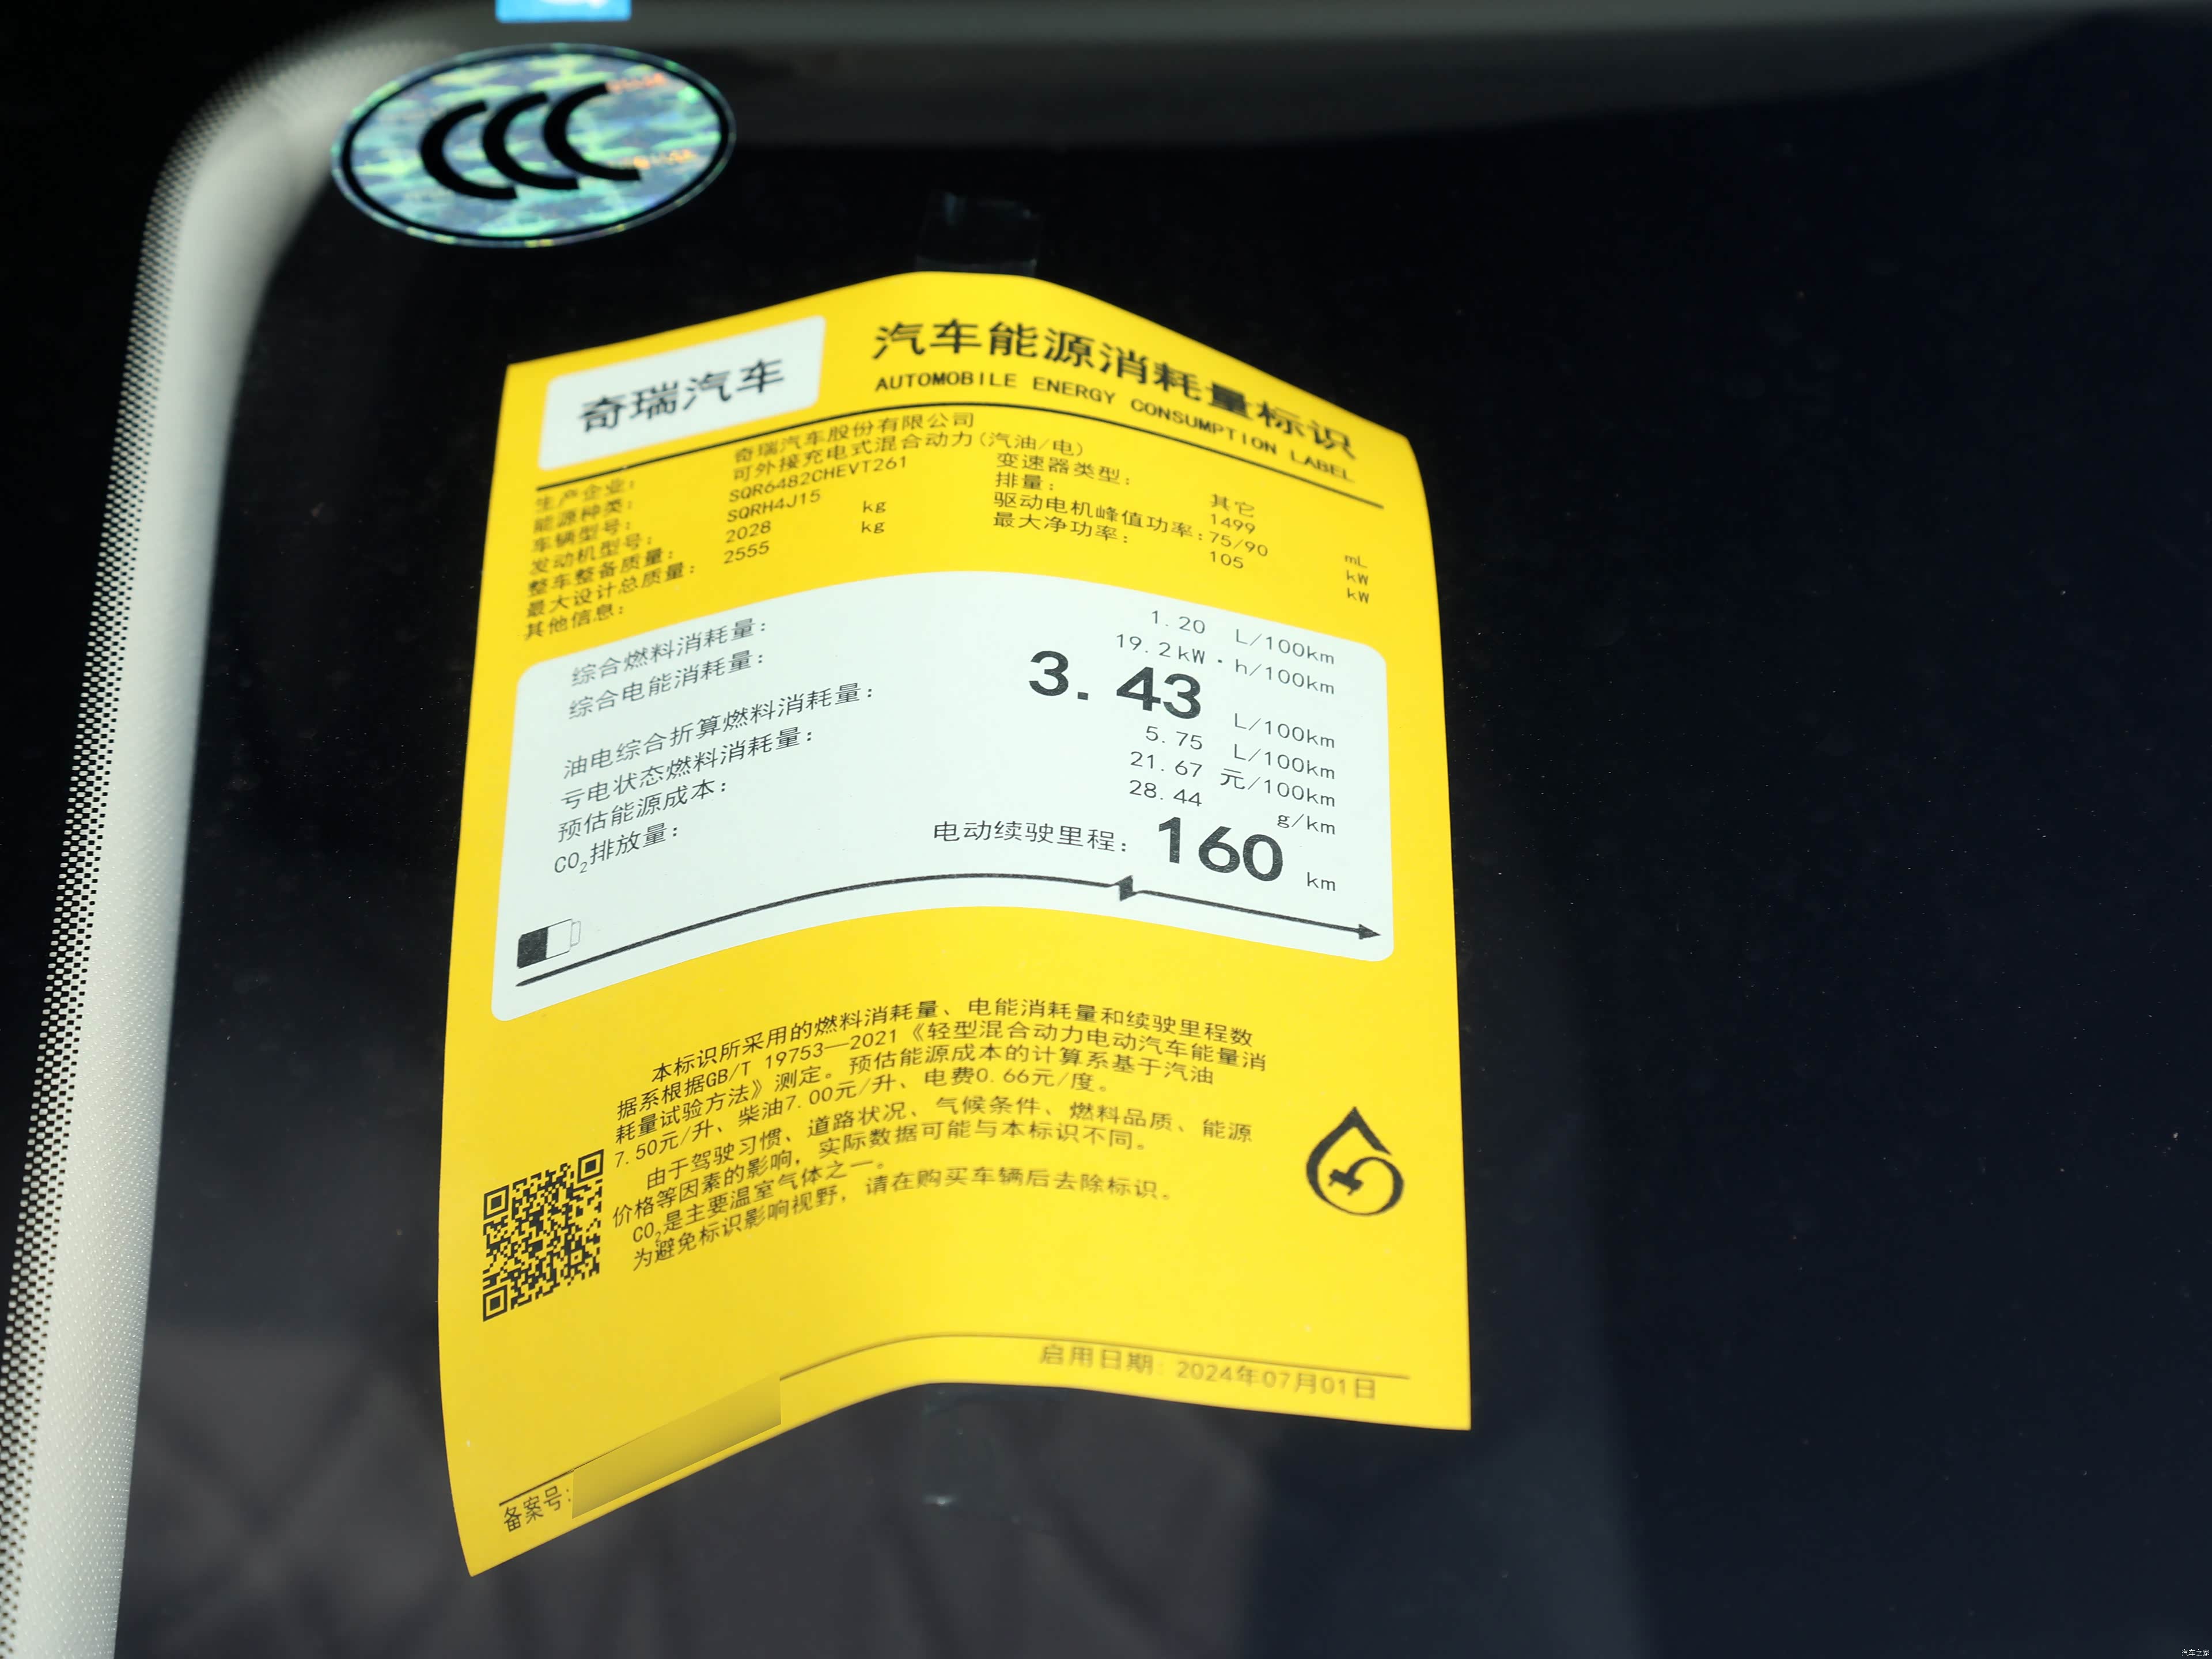 CCC
奇瑞汽车
汽车能源消耗量标识
AUTOMOBILE ENERGY CONSUMPTION LABEL
生产企业: 奇瑞汽车股份有限公司
能源种类: 可外接充电式混合动力(汽油/电)
车辆型号: SQR6482CHEVT261 变速器类型: 其它
发动机型号: SQRH4J15 排量: 1499 mL
整车整备质量: 2028 kg 驱动电机峰值功率: 75/90 kW
最大设计总质量: 2555 kg 最大净功率: 105 kW
其他信息:
综合燃料消耗量: 1.20 L/100km
综合电能消耗量: 19.2 kW·h/100km
油电综合折算燃料消耗量: 3.43 L/100km
亏电状态燃料消耗量: 5.75 L/100km
预估能源成本: 21.67 元/100km
CO₂排放量: 28.44 g/km
电动续驶里程: 160 km
本标识所采用的燃料消耗量、电能消耗量和续驶里程数
据系根据GB/T 19753—2021《轻型混合动力电动汽车能量消
耗量试验方法》测定。预估能源成本的计算系基于汽油
7.50元/升、柴油7.00元/升、电费0.66元/度。
由于驾驶习惯、道路状况、气候条件、燃料品质、能源
价格等因素的影响，实际数据可能与本标识不同。
CO₂是主要温室气体之一。
为避免标识影响视野，请在购买车辆后去除标识。
启用日期: 2024年07月01日
备案号:
汽车之家